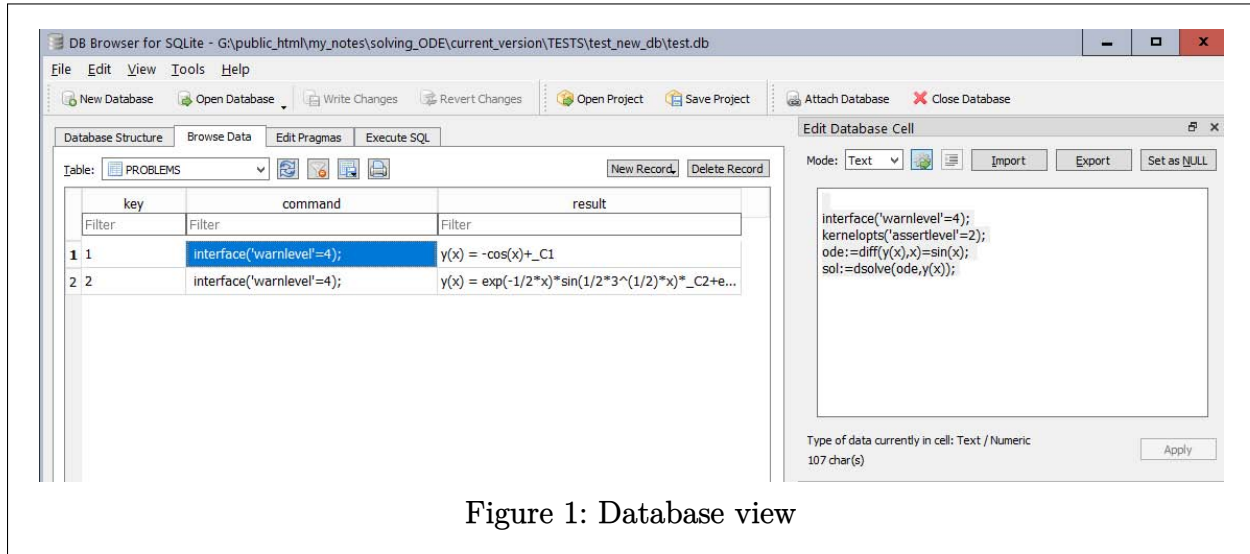 DB Browser for SQLite - G:\public_html\my_notes\solving_ODE\current_version\TESTS\test_new_db\test.db
File Edit View Tools Help
New Database Open Database Write Changes Revert Changes Open Project Save Project Attach Database Close Database
Database Structure Browse Data Edit Pragmas Execute SQL
Table: PROBLEMS New Record Delete Record
key command result
Filter Filter Filter
1 1 interface('warnlevel'=4); y(x) = -cos(x)+_C1
2 2 interface('warnlevel'=4); y(x) = exp(-1/2*x)*sin(1/2*3^(1/2)*x)*_C2+e...
Edit Database Cell
Mode: Text Import Export Set as NULL
interface('warnlevel'=4);
kernelopts('assertlevel'=2);
ode:=diff(y(x),x)=sin(x);
sol:=dsolve(ode,y(x));
Type of data currently in cell: Text / Numeric
107 char(s)
Apply
Figure 1: Database view